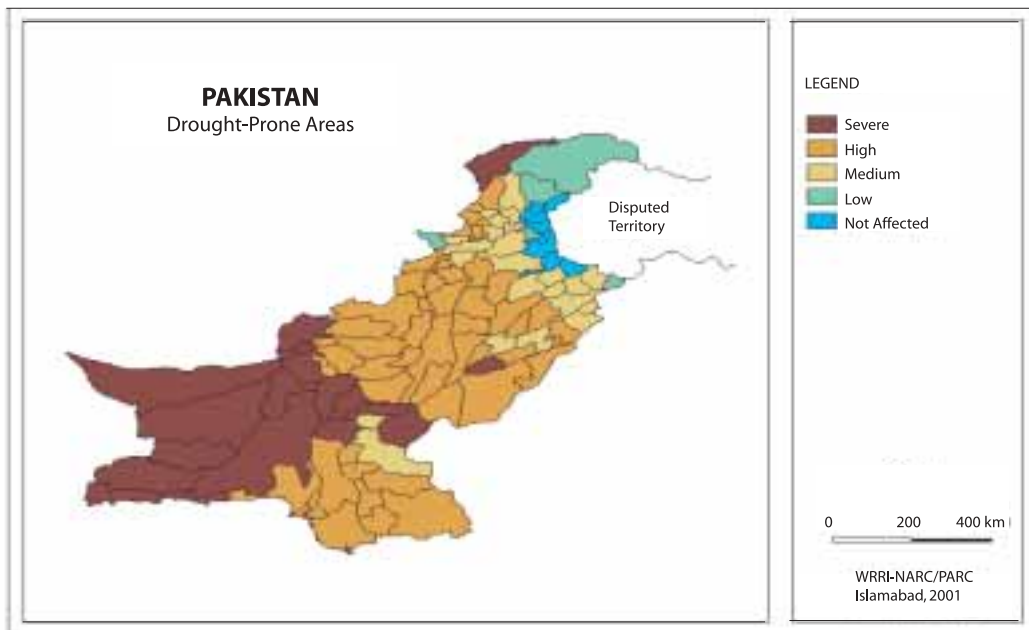 PAKISTAN
Drought-Prone Areas
Disputed
Territory
LEGEND
Severe
High
Medium
Low
Not Affected
0 200 400 km
WRRI-NARC/PARC
Islamabad, 2001